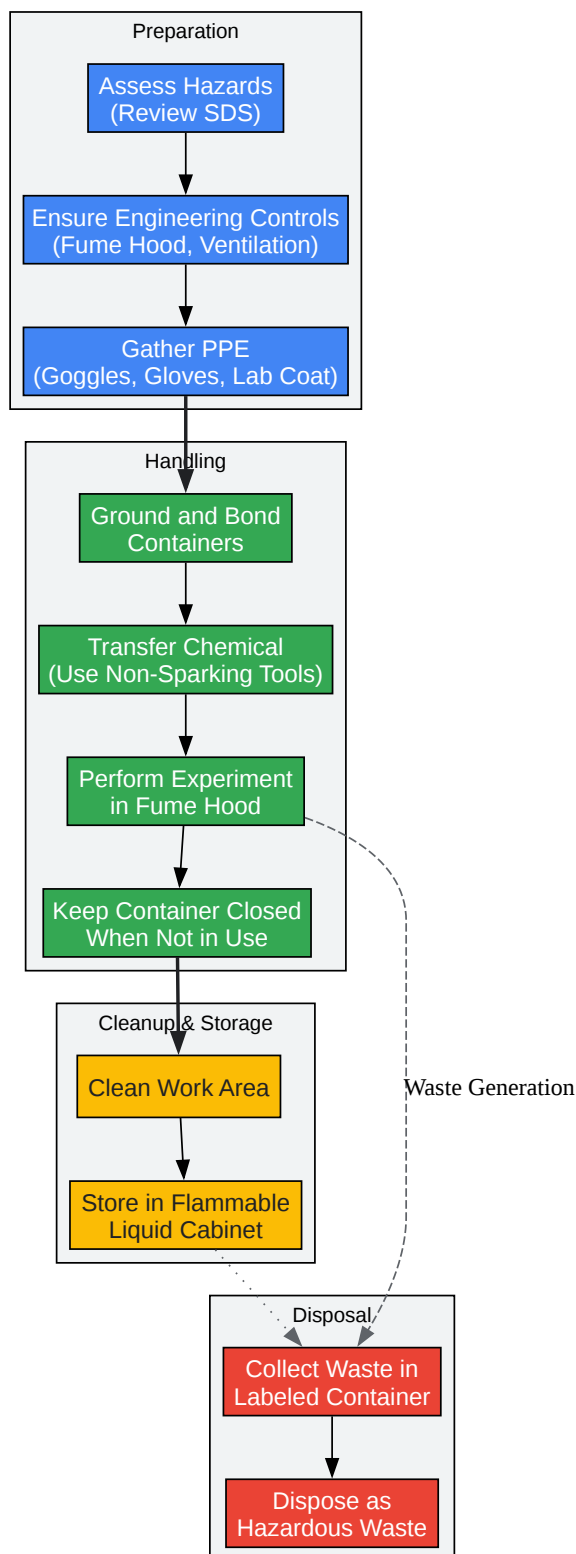 Preparation
Assess Hazards
(Review SDS)
Ensure Engineering Controls
(Fume Hood, Ventilation)
Gather PPE
(Goggles, Gloves, Lab Coat)
Handling
Ground and Bond
Containers
Transfer Chemical
(Use Non-Sparking Tools)
Perform Experiment
in Fume Hood
Keep Container Closed
When Not in Use
Cleanup & Storage
Clean Work Area
Waste Generation
Store in Flammable
Liquid Cabinet
Disposal
Collect Waste in
Labeled Container
Dispose as
Hazardous Waste